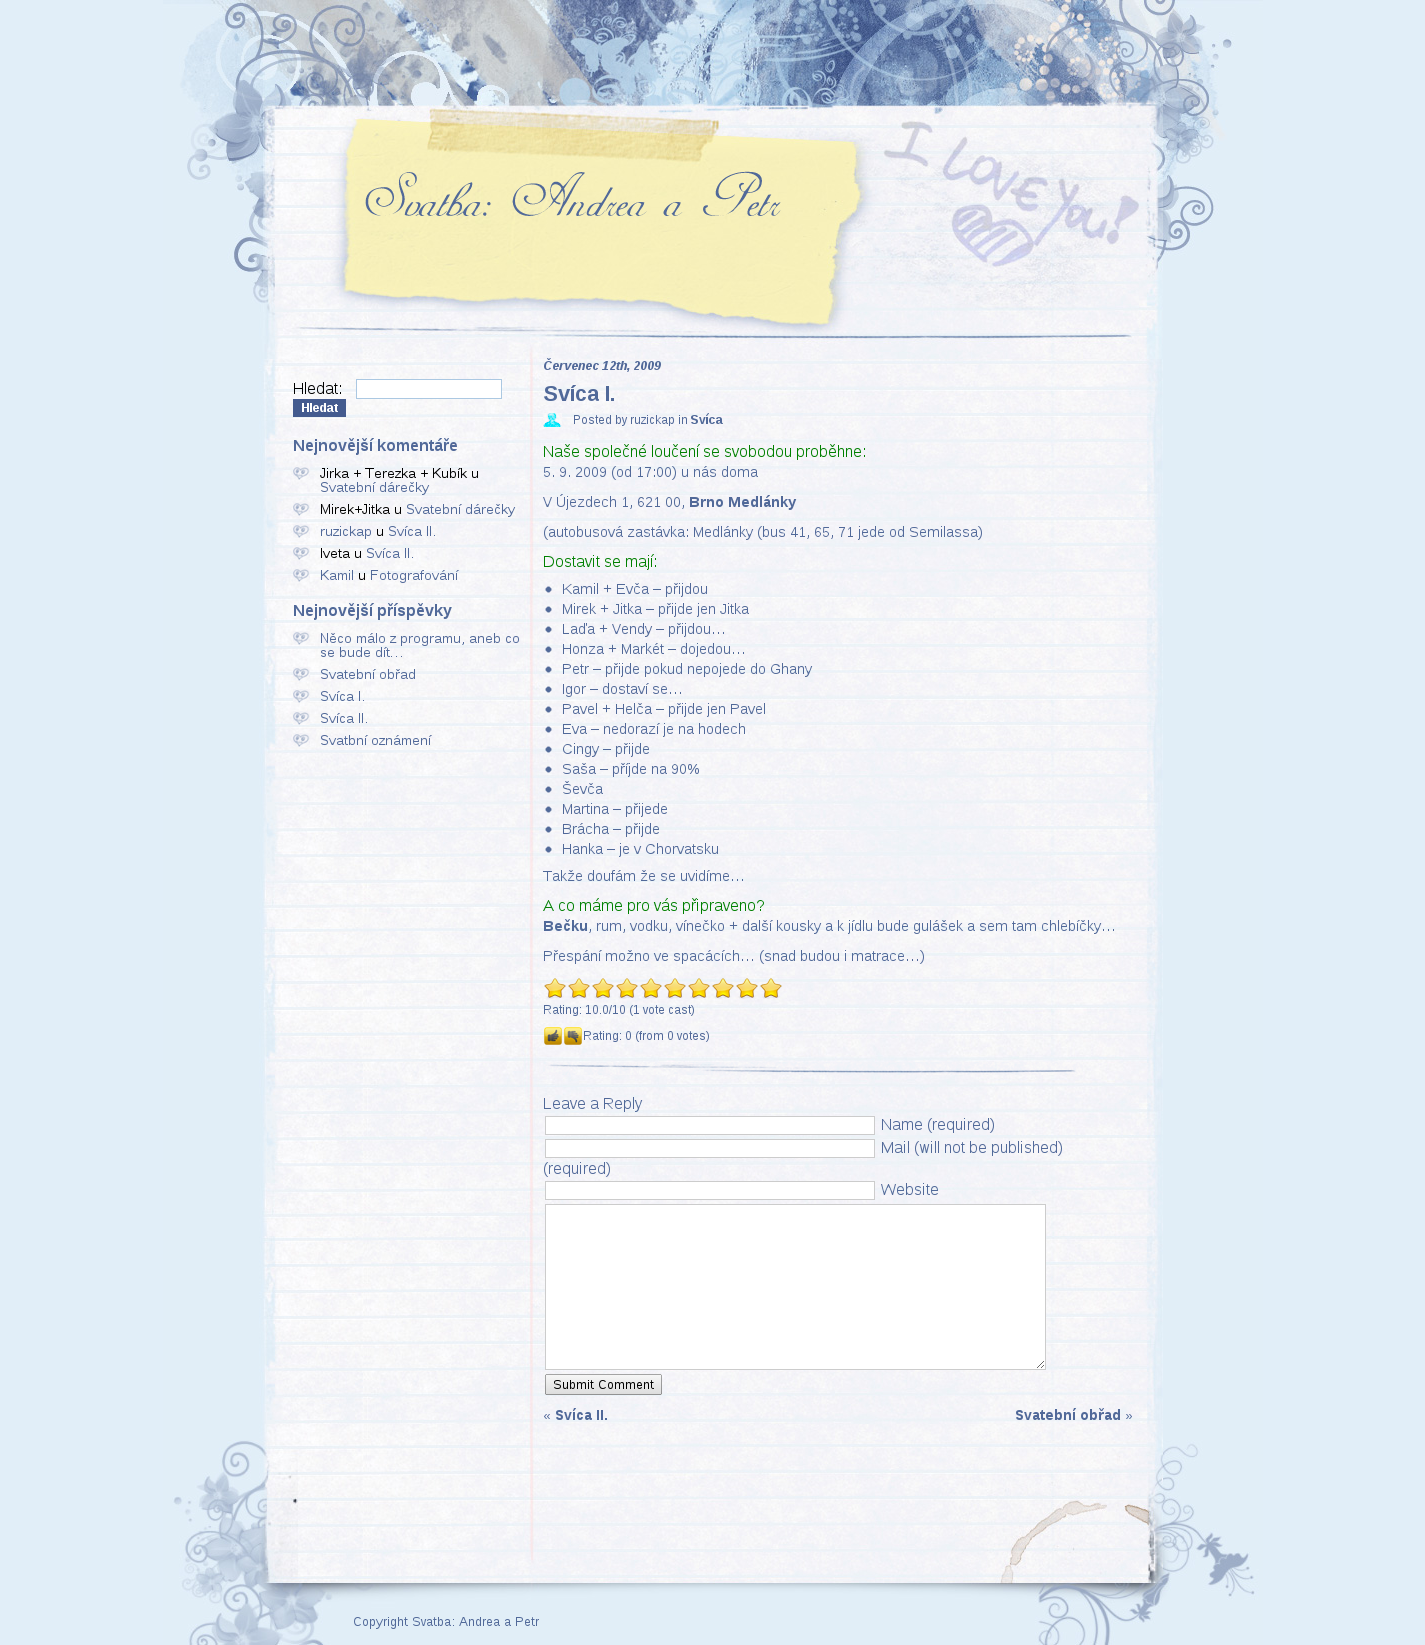 Svatba: Andrea a Petr
I LOVE you!
Hledat:
Hledat
Nejnovější komentáře
Jirka + Terezka + Kubík u
Svatební dárečky
Mirek+Jitka u Svatební dárečky
ruzickap u Svíca II.
Iveta u Svíca II.
Kamil u Fotografování
Nejnovější příspěvky
Něco málo z programu, aneb co
se bude dít…
Svatební obřad
Svíca I.
Svíca II.
Svatbní oznámení
Červenec 12th, 2009
Svíca I.
Posted by ruzickap in Svíca
Naše společné loučení se svobodou proběhne:
5. 9. 2009 (od 17:00) u nás doma
V Újezdech 1, 621 00, Brno Medlánky
(autobusová zastávka: Medlánky (bus 41, 65, 71 jede od Semilassa)
Dostavit se mají:
Kamil + Evča – přijdou
Mirek + Jitka – přijde jen Jitka
Laďa + Vendy – přijdou…
Honza + Markét – dojedou…
Petr – přijde pokud nepojede do Ghany
Igor – dostaví se…
Pavel + Helča – přijde jen Pavel
Eva – nedorazí je na hodech
Cingy – přijde
Saša – příjde na 90%
Ševča
Martina – přijede
Brácha – přijde
Hanka – je v Chorvatsku
Takže doufám že se uvidíme…
A co máme pro vás připraveno?
Bečku, rum, vodku, vínečko + další kousky a k jídlu bude gulášek a sem tam chlebíčky…
Přespání možno ve spacácích… (snad budou i matrace…)
Rating: 10.0/10 (1 vote cast)
Rating: 0 (from 0 votes)
Leave a Reply
Name (required)
Mail (will not be published)
(required)
Website
Submit Comment
« Svíca II.
Svatební obřad »
Copyright Svatba: Andrea a Petr